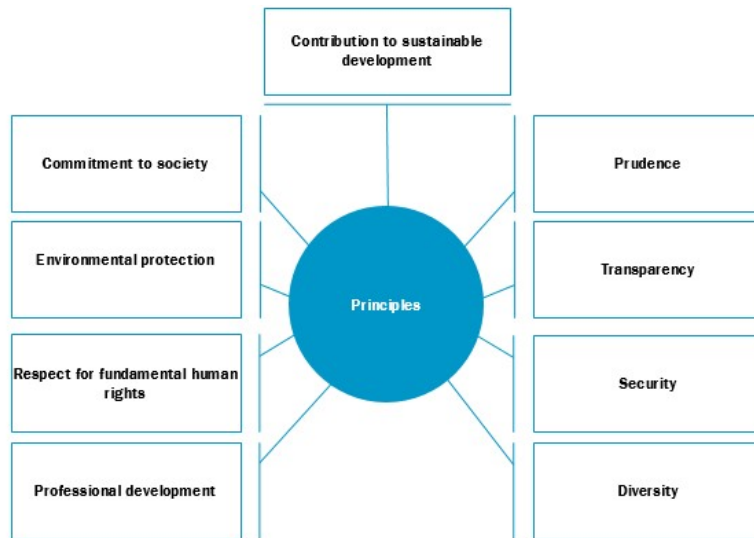 Contribution to sustainable
development
Commitment to society
Prudence
Environmental protection
Transparency
Principles
Respect for fundamental human
rights
Security
Professional development
Diversity